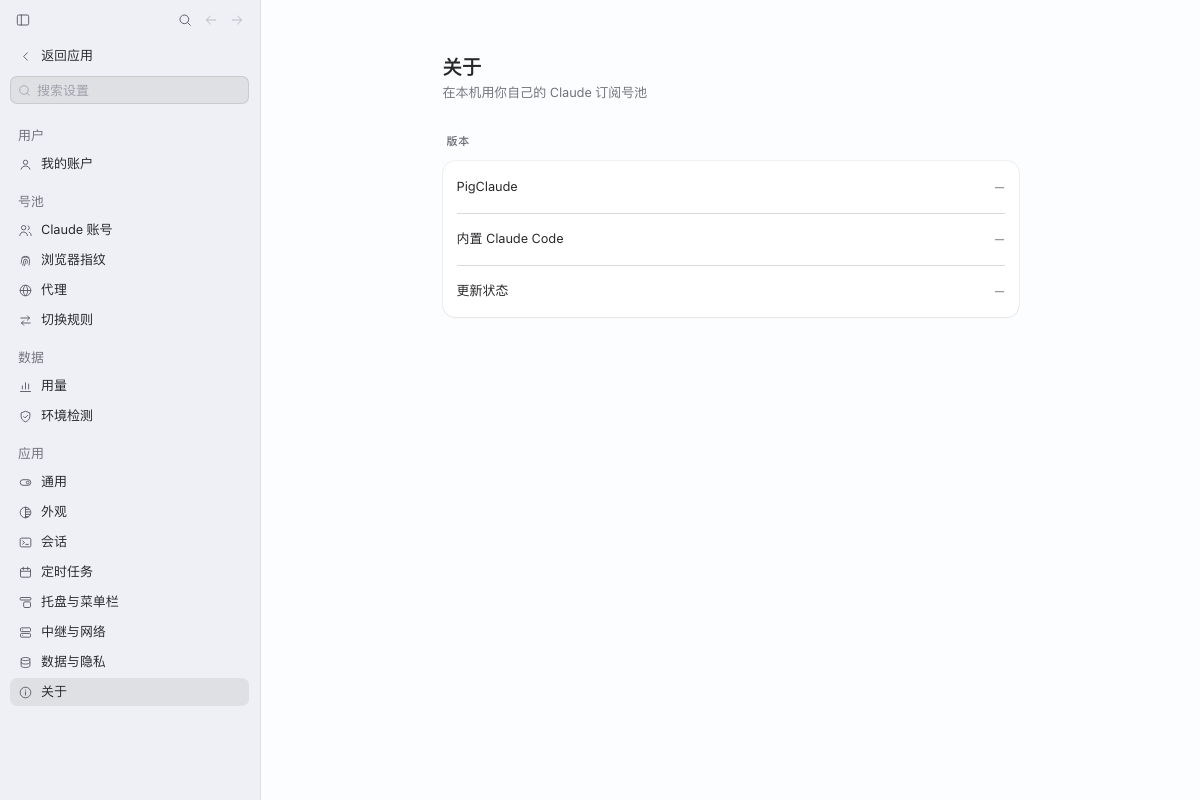 返回应用
搜索设置
用户
我的账户
号池
Claude 账号
浏览器指纹
代理
切换规则
数据
用量
环境检测
应用
通用
外观
会话
定时任务
托盘与菜单栏
中继与网络
数据与隐私
关于
关于
在本机用你自己的 Claude 订阅号池
版本
PigClaude —
内置 Claude Code —
更新状态 —